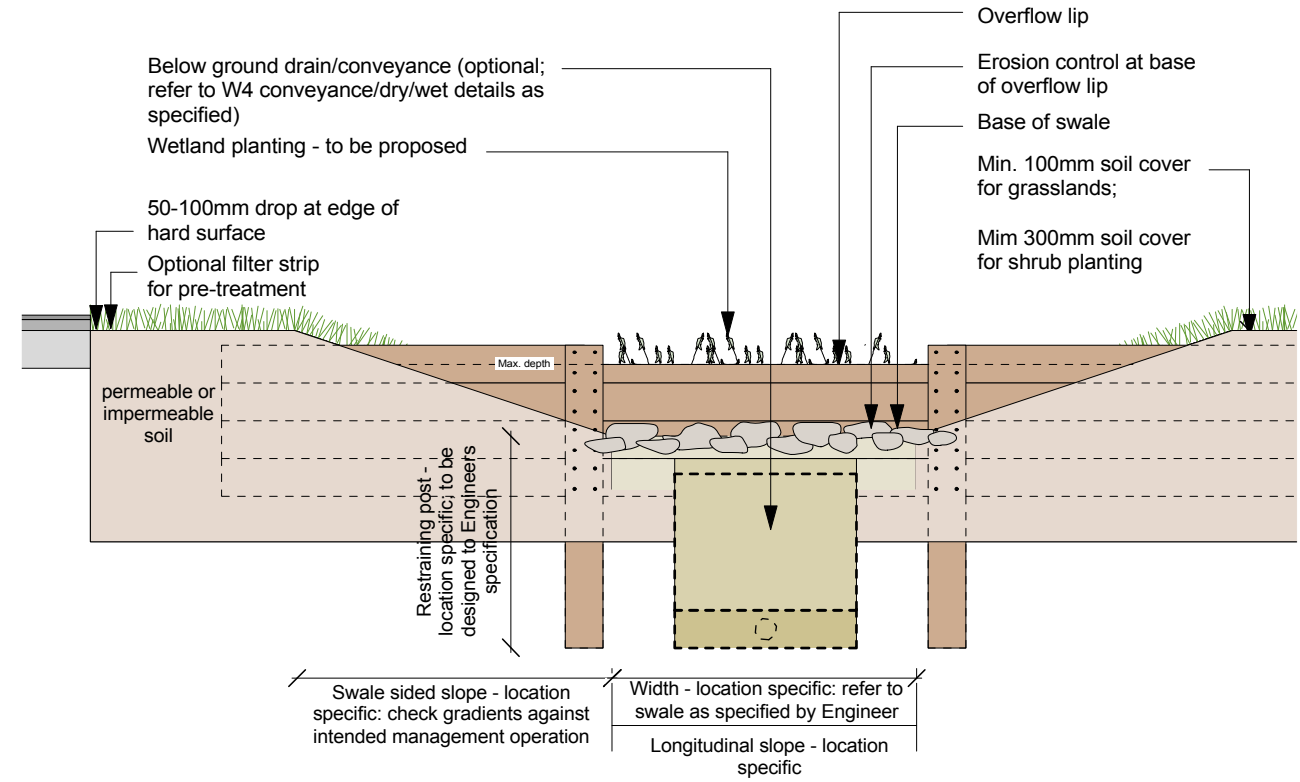 Overflow lip
Below ground drain/conveyance (optional;
refer to W4 conveyance/dry/wet details as
specified)
Erosion control at base
of overflow lip
Wetland planting - to be proposed
Base of swale
Min. 100mm soil cover
for grasslands;
50-100mm drop at edge of
hard surface
Mim 300mm soil cover
for shrub planting
Optional filter strip
for pre-treatment
Max. depth
permeable or
impermeable
soil
Restraining post -
location specific; to be
designed to Engineers
specification
Swale sided slope - location
specific: check gradients against
intended management operation
Width - location specific: refer to
swale as specified by Engineer
Longitudinal slope - location
specific